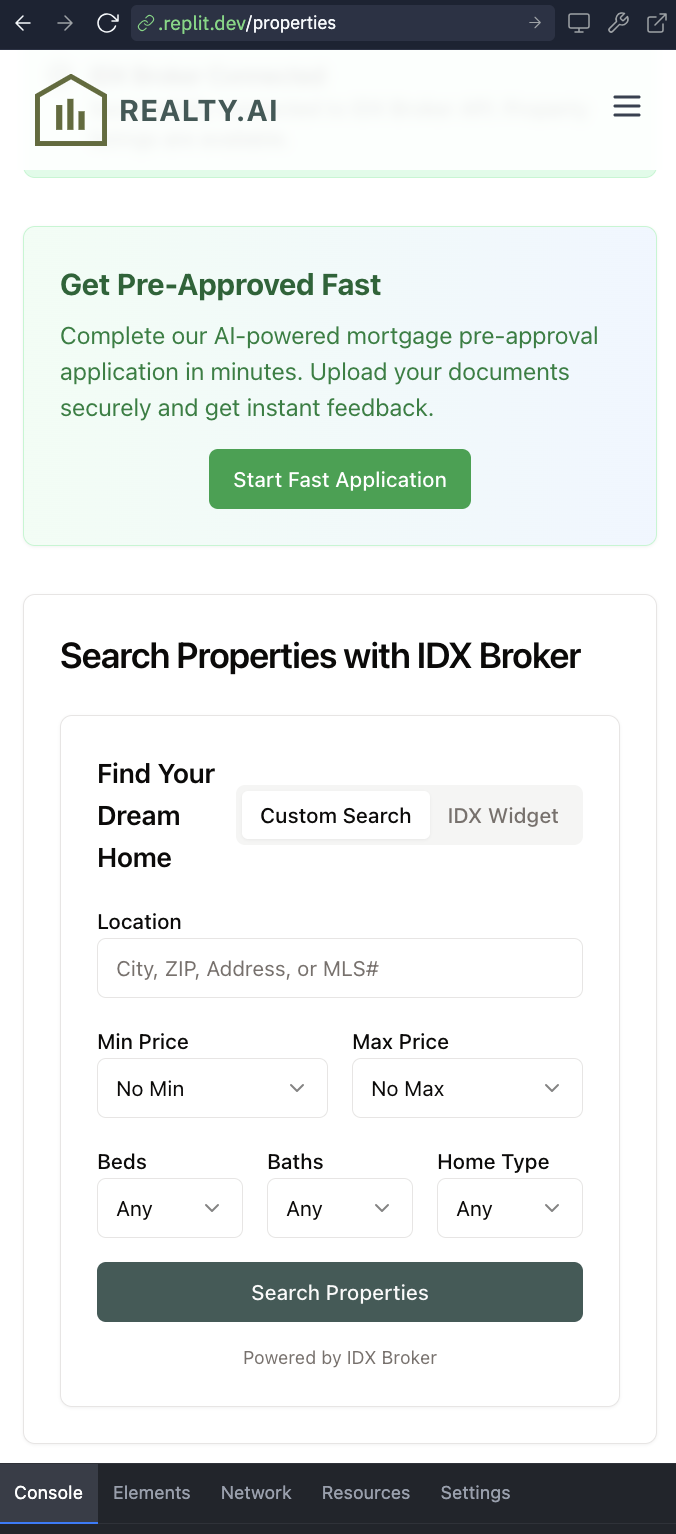 .replit.dev/properties
REALTY.AI
Get Pre-Approved Fast
Complete our AI-powered mortgage pre-approval
application in minutes. Upload your documents
securely and get instant feedback.
Start Fast Application
Search Properties with IDX Broker
Find Your
Dream
Home
Custom Search
IDX Widget
Location
City, ZIP, Address, or MLS#
Min Price
Max Price
No Min
No Max
Beds
Baths
Home Type
Any
Any
Any
Search Properties
Powered by IDX Broker
Console
Elements
Network
Resources
Settings